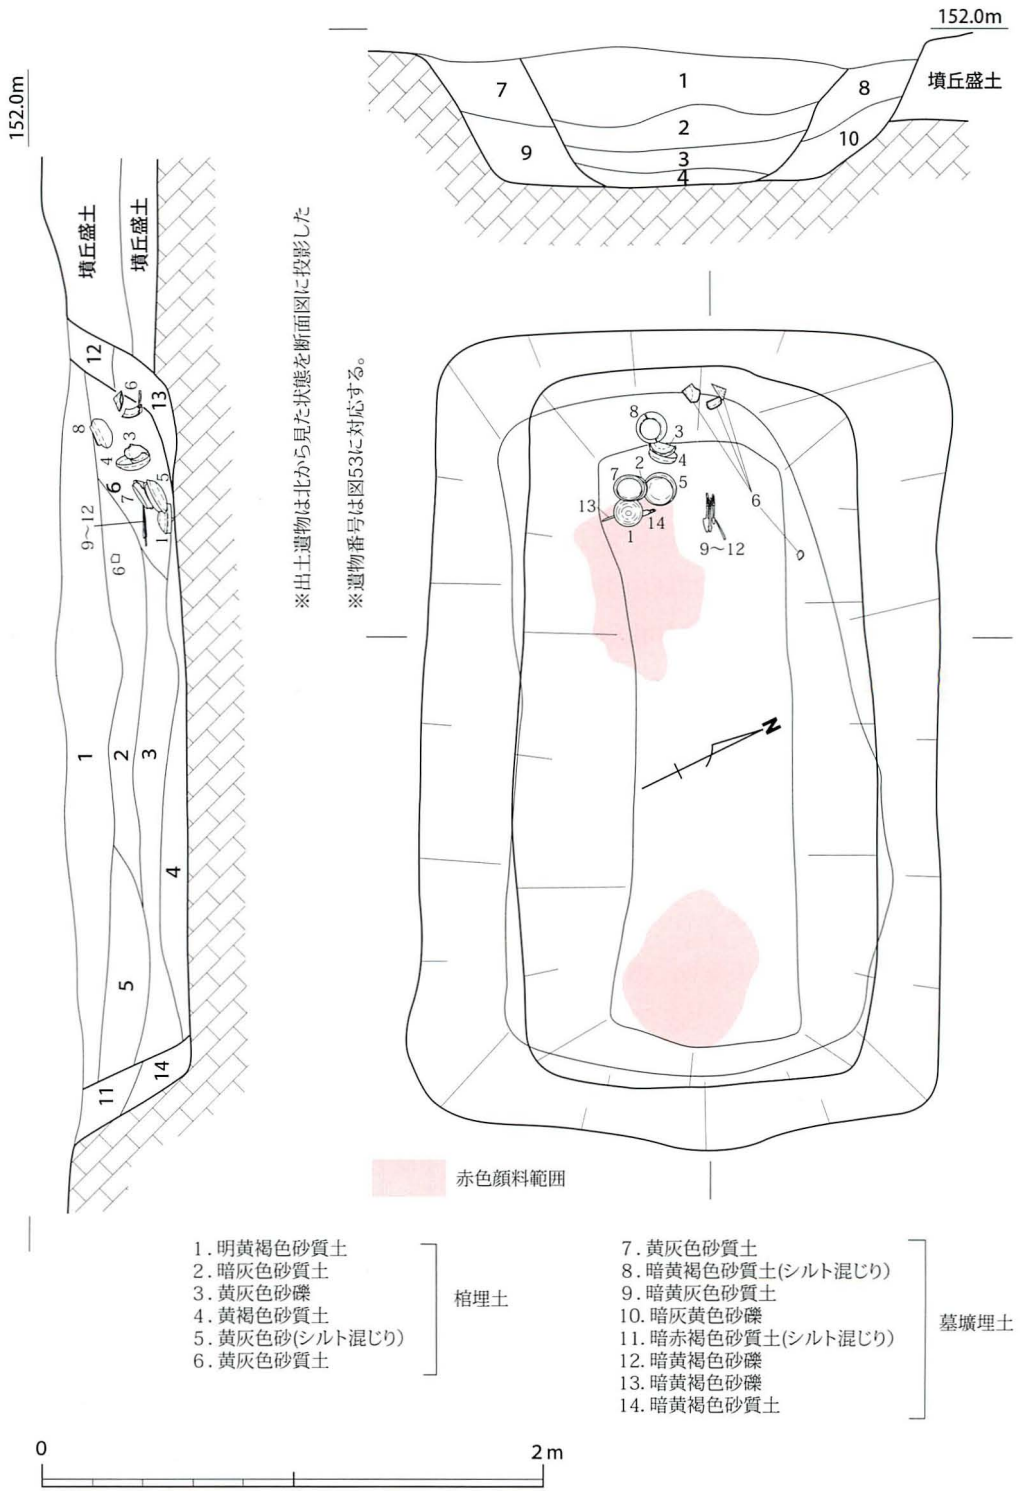 152.0m
1
2
3
4
7
8
9
10
墳丘盛土
152.0m
墳丘盛土
墳丘盛土
12
13
6
8
3
4
6
7
5
1
9～12
6
1
2
3
4
5
11
14
※出土遺物は北から見た状態を断面図に投影した
※遺物番号は図53に対応する。
8
3
4
7
2
5
6
13
14
1
9～12
N
赤色顔料範囲
1. 明黄褐色砂質土
2. 暗灰色砂質土
3. 黄灰色砂礫
4. 黄褐色砂質土
5. 黄灰色砂(シルト混じり)
6. 黄灰色砂質土
棺埋土
7. 黄灰色砂質土
8. 暗黄褐色砂質土(シルト混じり)
9. 暗黄灰色砂質土
10. 暗灰黄色砂礫
11. 暗赤褐色砂質土(シルト混じり)
12. 暗黄褐色砂礫
13. 暗黄褐色砂礫
14. 暗黄褐色砂質土
墓壙埋土
0
2m